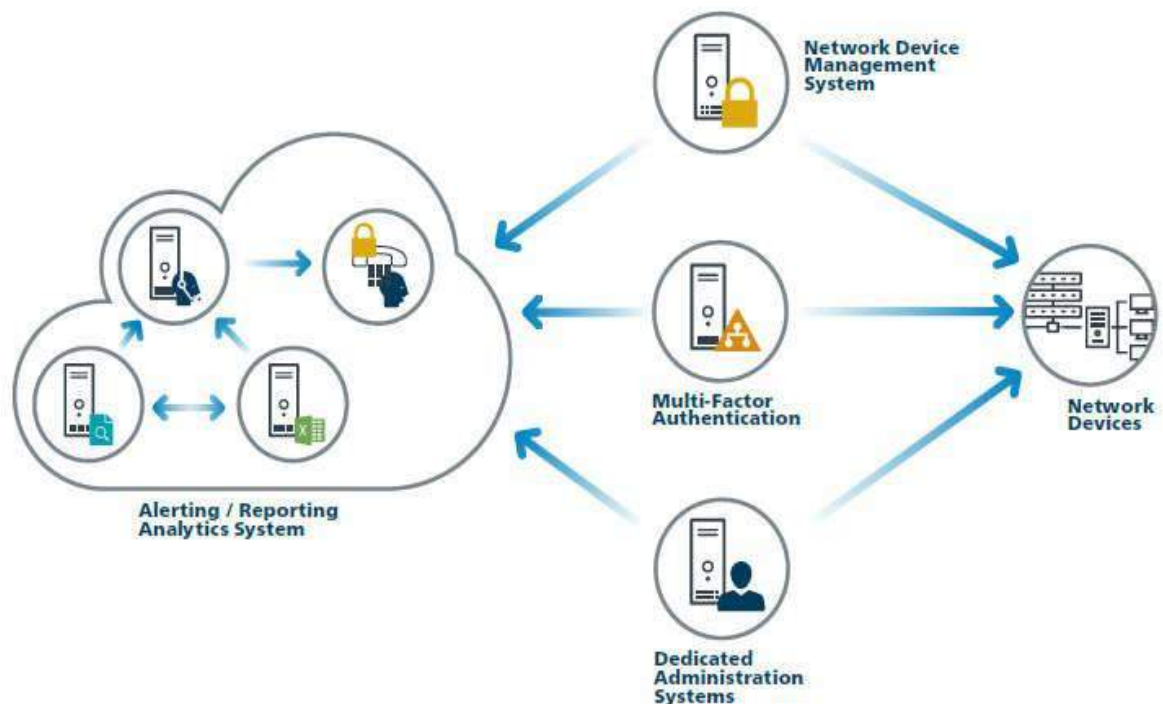 Network Device
Management
System
Multi-Factor
Authentication
Network
Devices
Alerting / Reporting
Analytics System
Dedicated
Administration
Systems
X